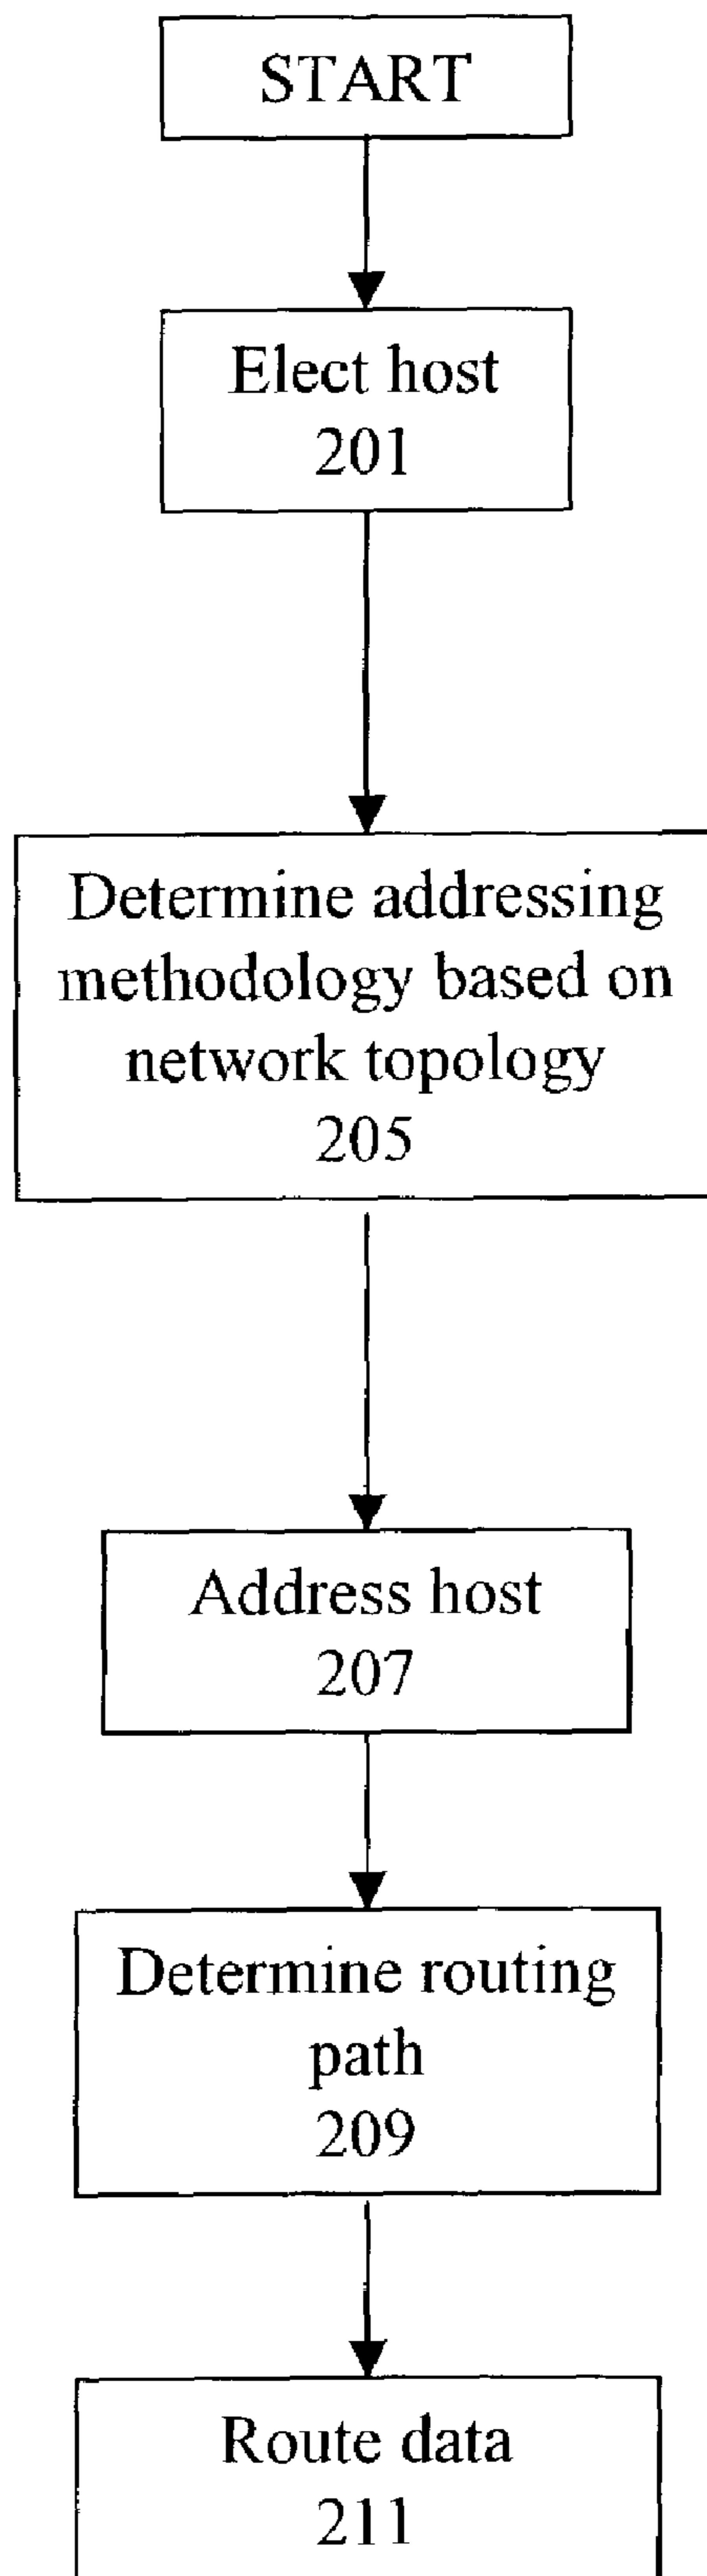 START
Elect host
201
Determine addressing
methodology based on
network topology
205
Address host
207
Determine routing
path
209
Route data
211